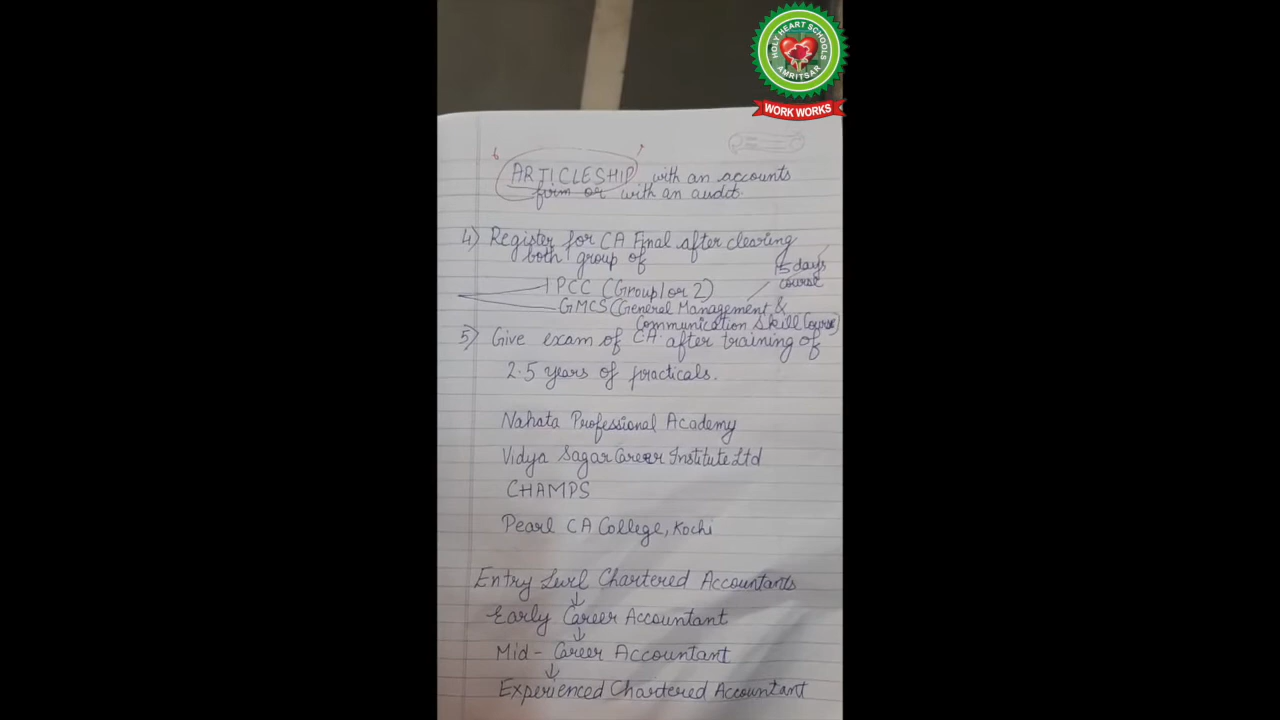 HOLY HEART SCHOOLS
AMRITSAR
WORK WORKS
ARTICLESHIP with an accounts
firm or with an audit
4) Register for CA Final after clearing
both group of
15 days
course
IPCC (Group 1 or 2)
GMCS (General Management &
Communication Skill Course)
5) Give exam of CA after training of
2.5 years of practicals.
Nahata Professional Academy
Vidya Sagar Career Institute Ltd
CHAMPS
Pearl CA College, Kochi
Entry Level Chartered Accountants
Early Career Accountant
Mid-Career Accountant
Experienced Chartered Accountant